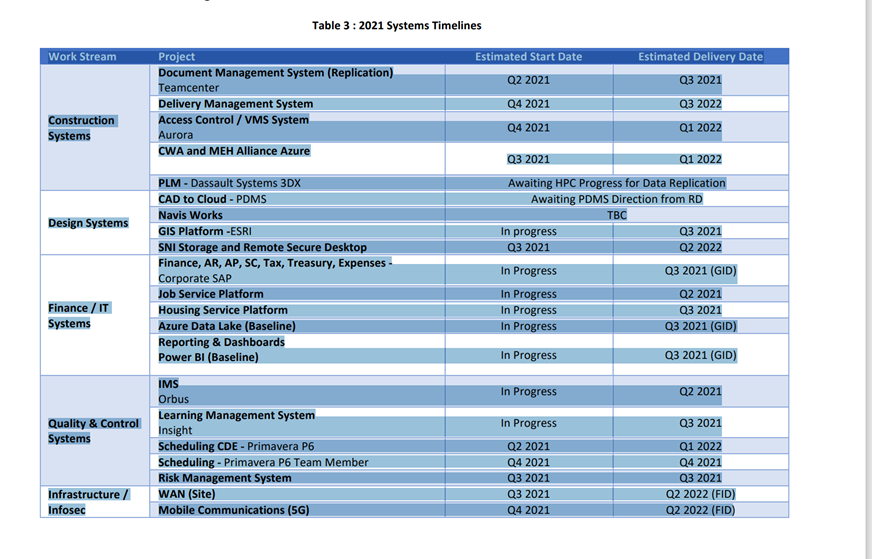 Table 3 : 2021 Systems Timelines
Work Stream Project Estimated Start Date Estimated Delivery Date
Construction Systems
Document Management System (Replication)
Teamcenter Q2 2021 Q3 2021
Delivery Management System Q4 2021 Q3 2022
Access Control / VMS System
Aurora Q4 2021 Q1 2022
CWA and MEH Alliance Azure
Q3 2021 Q1 2022
PLM - Dassault Systems 3DX Awaiting HPC Progress for Data Replication
Design Systems
CAD to Cloud - PDMS Awaiting PDMS Direction from RD
Navis Works TBC
GIS Platform -ESRI In progress Q3 2021
SNI Storage and Remote Secure Desktop Q3 2021 Q2 2022
Finance / IT
Systems
Finance, AR, AP, SC, Tax, Treasury, Expenses -
Corporate SAP In Progress Q3 2021 (GID)
Job Service Platform In Progress Q2 2021
Housing Service Platform In Progress Q3 2021
Azure Data Lake (Baseline) In Progress Q3 2021 (GID)
Reporting & Dashboards
Power BI (Baseline) In Progress Q3 2021 (GID)
Quality & Control
Systems
IMS
Orbus In Progress Q2 2021
Learning Management System
Insight In Progress Q3 2021
Scheduling CDE - Primavera P6 Q2 2021 Q1 2022
Scheduling - Primavera P6 Team Member Q4 2021 Q4 2021
Risk Management System Q3 2021 Q3 2021
Infrastructure /
Infosec
WAN (Site) Q3 2021 Q2 2022 (FID)
Mobile Communications (5G) Q4 2021 Q2 2022 (FID)